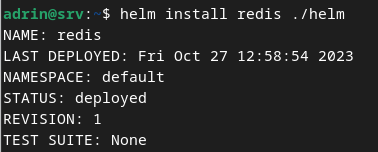 adrin@srv:~$ helm install redis ./helm
NAME: redis
LAST DEPLOYED: Fri Oct 27 12:58:54 2023
NAMESPACE: default
STATUS: deployed
REVISION: 1
TEST SUITE: None